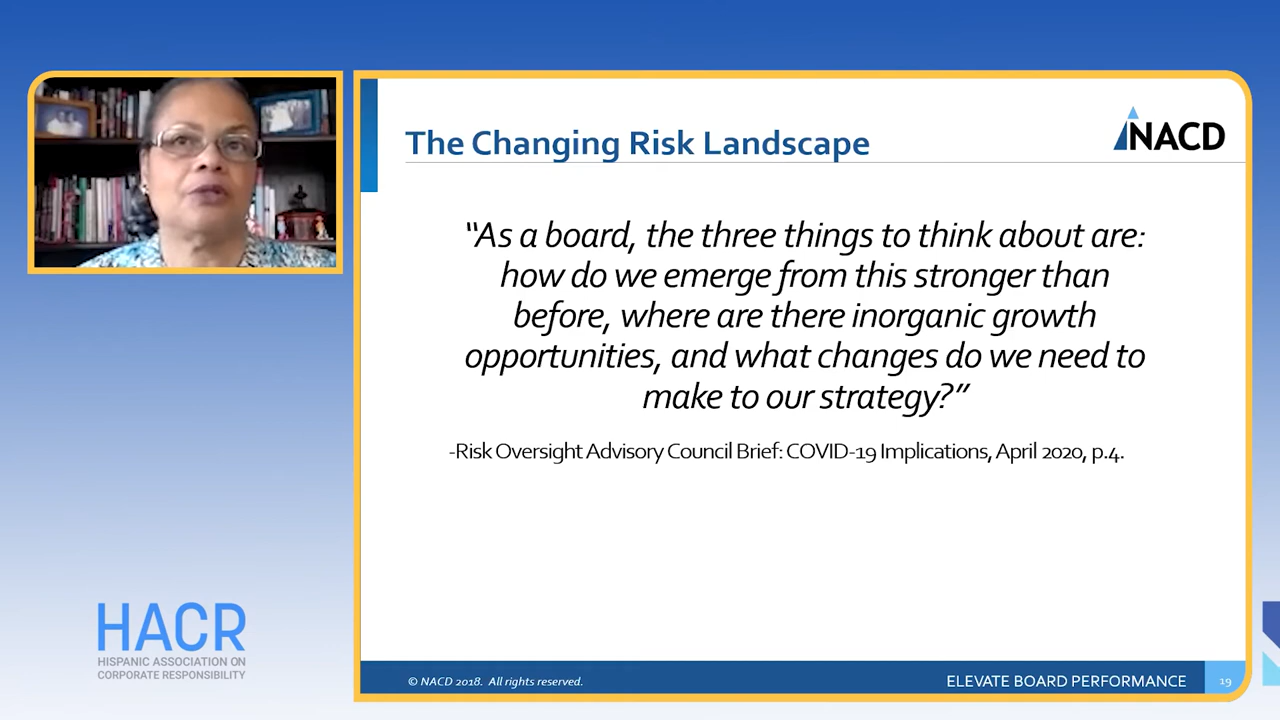 The Changing Risk Landscape
NACD
“As a board, the three things to think about are:
how do we emerge from this stronger than
before, where are there inorganic growth
opportunities, and what changes do we need to
make to our strategy?”
-Risk Oversight Advisory Council Brief: COVID-19 Implications, April 2020, p.4.
HACR
HISPANIC ASSOCIATION ON
CORPORATE RESPONSIBILITY
© NACD 2018. All rights reserved.
ELEVATE BOARD PERFORMANCE
19